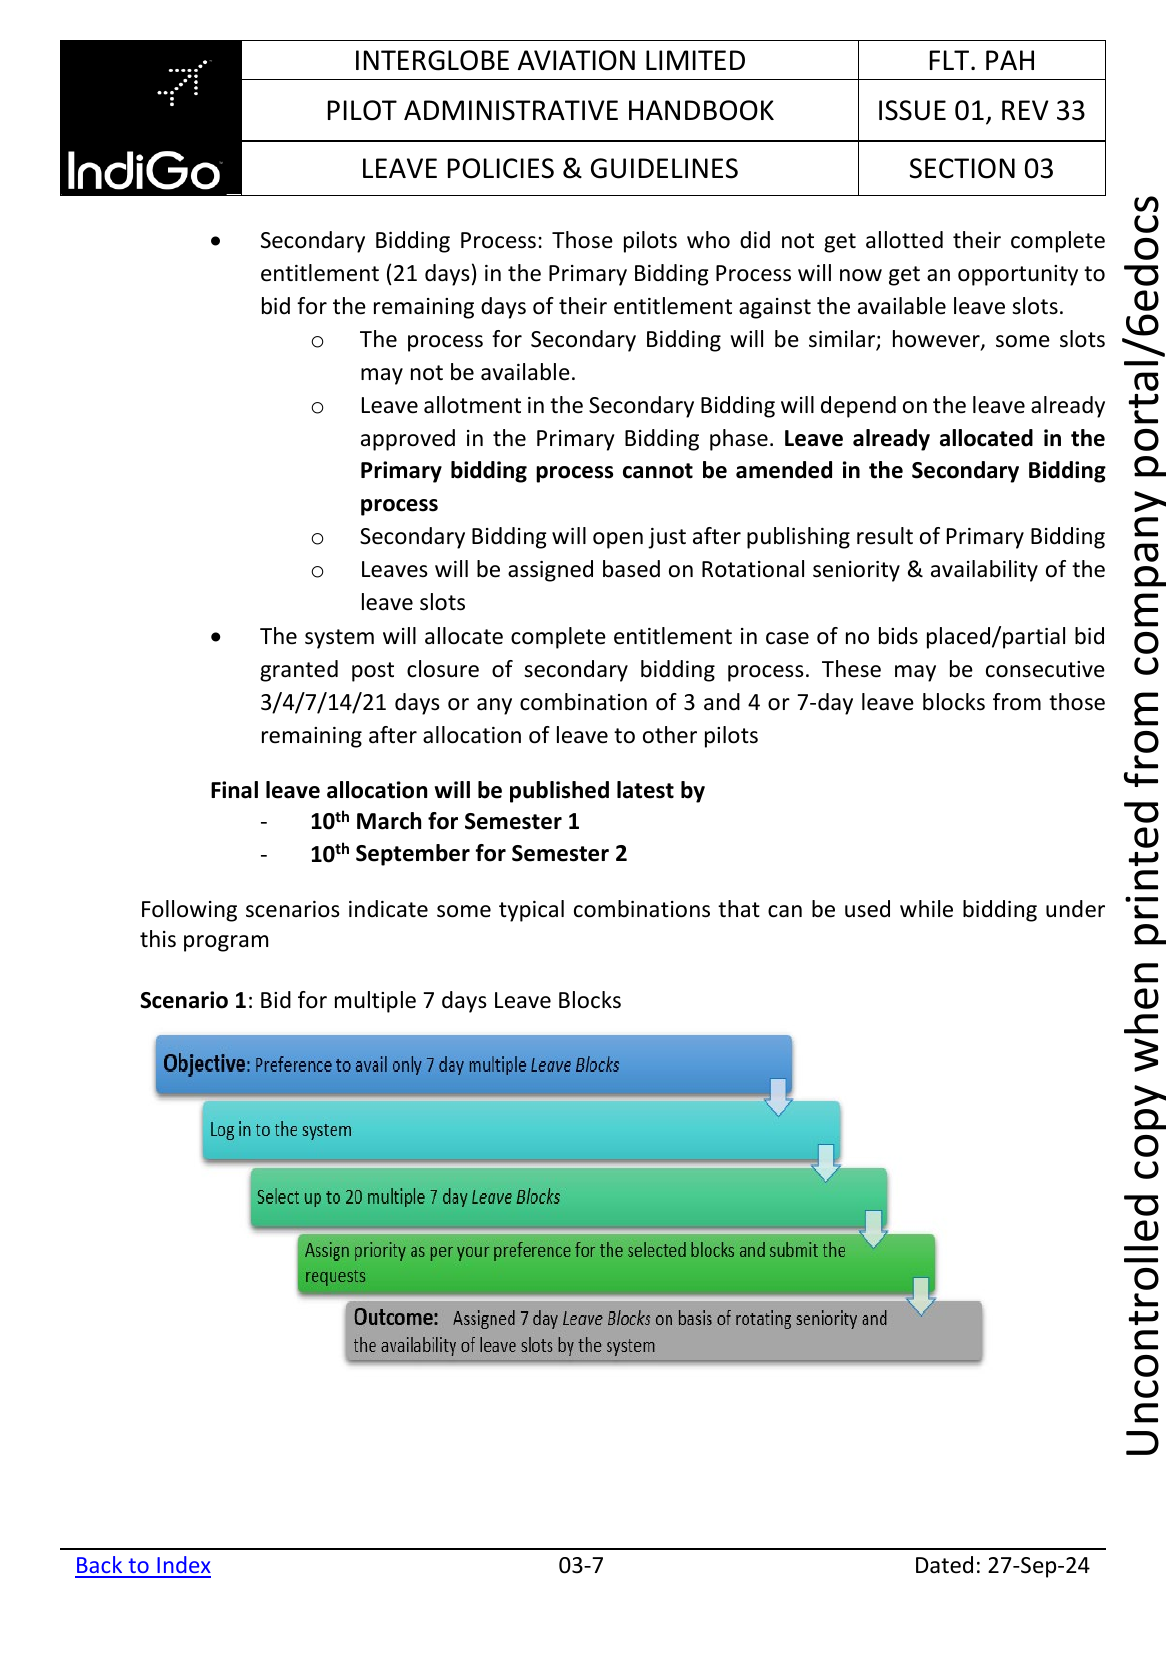 INTERGLOBE AVIATION LIMITED
FLT. PAH
PILOT ADMINISTRATIVE HANDBOOK
ISSUE 01, REV 33
IndiGo
LEAVE POLICIES & GUIDELINES
SECTION 03
• Secondary Bidding Process: Those pilots who did not get allotted their complete
entitlement (21 days) in the Primary Bidding Process will now get an opportunity to
bid for the remaining days of their entitlement against the available leave slots.
o The process for Secondary Bidding will be similar; however, some slots
may not be available.
o Leave allotment in the Secondary Bidding will depend on the leave already
approved in the Primary Bidding phase. Leave already allocated in the
Primary bidding process cannot be amended in the Secondary Bidding
process
o Secondary Bidding will open just after publishing result of Primary Bidding
o Leaves will be assigned based on Rotational seniority & availability of the
leave slots
• The system will allocate complete entitlement in case of no bids placed/partial bid
granted post closure of secondary bidding process. These may be consecutive
3/4/7/14/21 days or any combination of 3 and 4 or 7-day leave blocks from those
remaining after allocation of leave to other pilots
Final leave allocation will be published latest by
- 10th March for Semester 1
- 10th September for Semester 2
Following scenarios indicate some typical combinations that can be used while bidding under
this program
Scenario 1: Bid for multiple 7 days Leave Blocks
Objective: Preference to avail only 7 day multiple Leave Blocks
Log in to the system
Select up to 20 multiple 7 day Leave Blocks
Assign priority as per your preference for the selected blocks and submit the
requests
Outcome: Assigned 7 day Leave Blocks on basis of rotating seniority and
the availability of leave slots by the system
Back to Index
03-7
Dated: 27-Sep-24
Uncontrolled copy when printed from company portal/6edocs